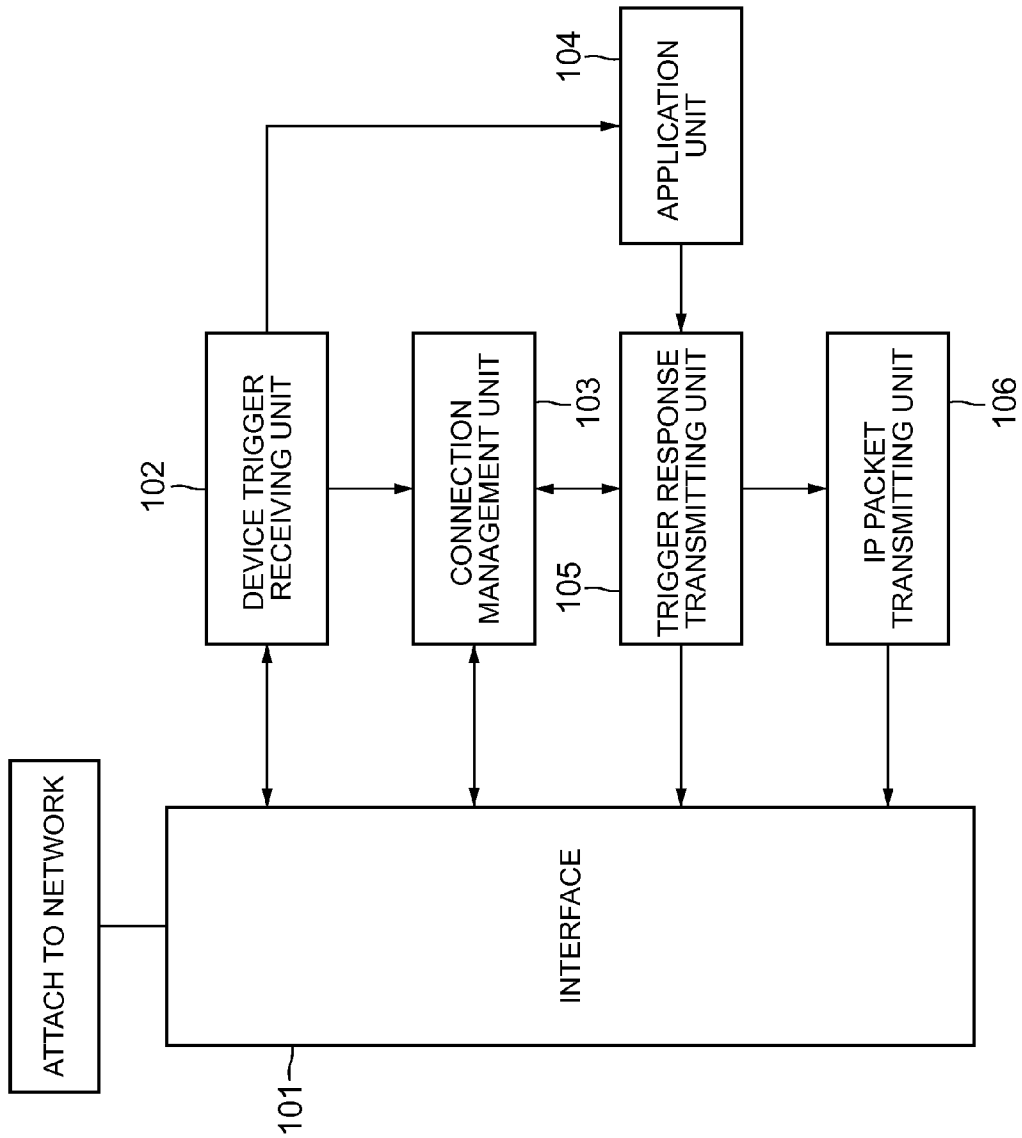 ATTACH TO NETWORK
101
INTERFACE
102
DEVICE TRIGGER
RECEIVING UNIT
CONNECTION
MANAGEMENT UNIT
103
105
TRIGGER RESPONSE
TRANSMITTING UNIT
IP PACKET
TRANSMITTING UNIT
106
104
APPLICATION
UNIT